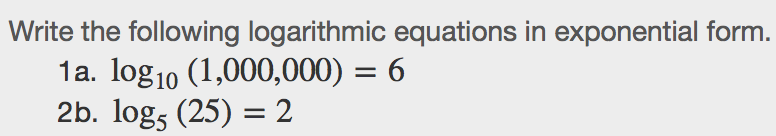 Write the following logarithmic equations in exponential form.
1a. log₁₀ (1,000,000) = 6
2b. log₅ (25) = 2